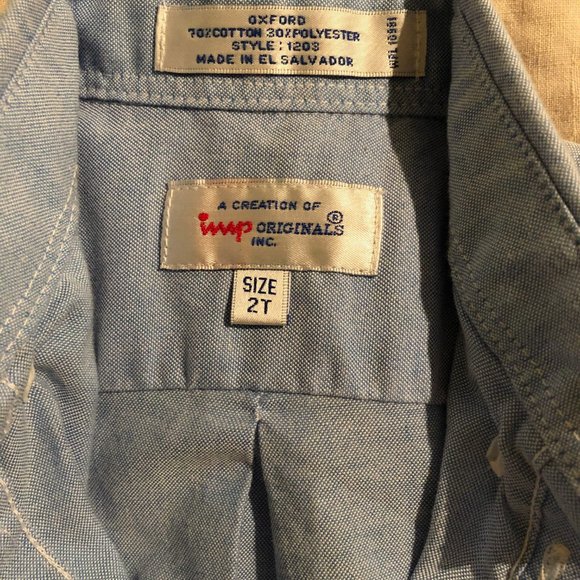 OXFORD
70%COTTON 30%POLYESTER
STYLE: 1203
MADE IN EL SALVADOR
A CREATION OF
imp ORIGINALS®
INC.
SIZE
2T